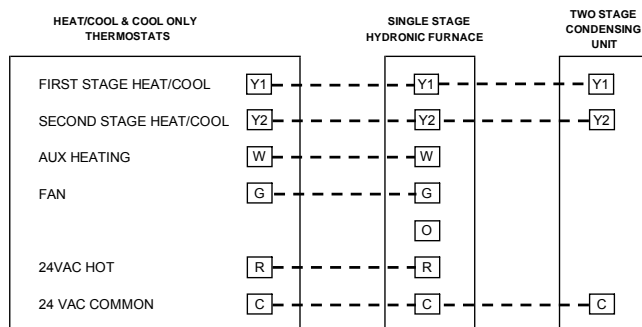 HEAT/COOL & COOL ONLY
THERMOSTATS
SINGLE STAGE
HYDRONIC FURNACE
TWO STAGE
CONDENSING
UNIT
FIRST STAGE HEAT/COOL Y1 Y1 Y1
SECOND STAGE HEAT/COOL Y2 Y2 Y2
AUX HEATING W W
FAN G G
O
24VAC HOT R R
24 VAC COMMON C C C